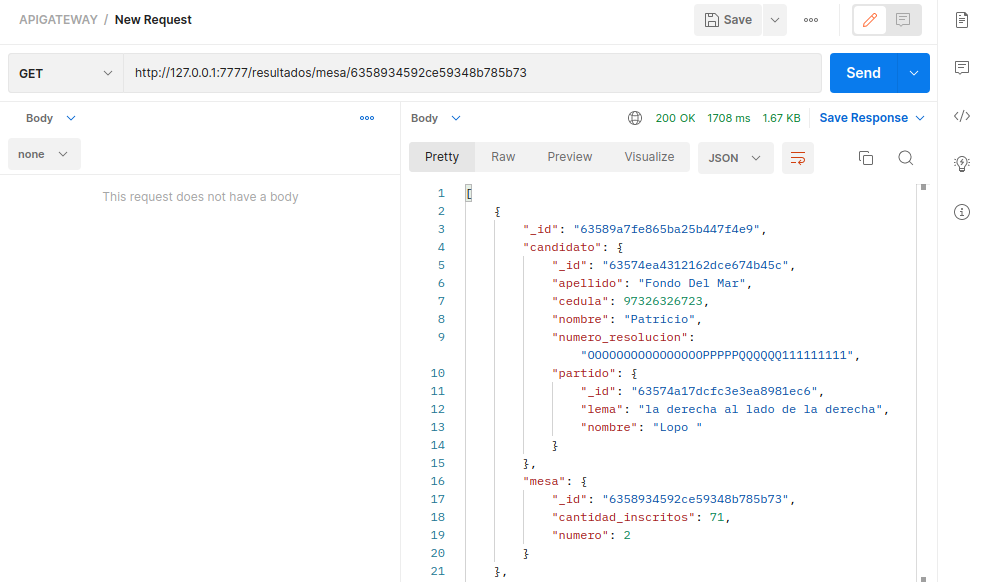 APIGATEWAY / New Request
Save
GET
http://127.0.0.1:7777/resultados/mesa/6358934592ce59348b785b73
Send
Body
none
This request does not have a body
Body
200 OK 1708 ms 1.67 KB Save Response
Pretty Raw Preview Visualize JSON
1 [
2 {
3 "_id": "63589a7fe865ba25b447f4e9",
4 "candidato": {
5 "_id": "63574ea4312162dce674b45c",
6 "apellido": "Fondo Del Mar",
7 "cedula": 97326326723,
8 "nombre": "Patricio",
9 "numero_resolucion":
"OOOOOOOOOOOOOOOOPPPPPQQQQQQ111111111",
10 "partido": {
11 "_id": "63574a17dcfc3e3ea8981ec6",
12 "lema": "la derecha al lado de la derecha",
13 "nombre": "Lopo "
14 }
15 },
16 "mesa": {
17 "_id": "6358934592ce59348b785b73",
18 "cantidad_inscritos": 71,
19 "numero": 2
20 }
21 },